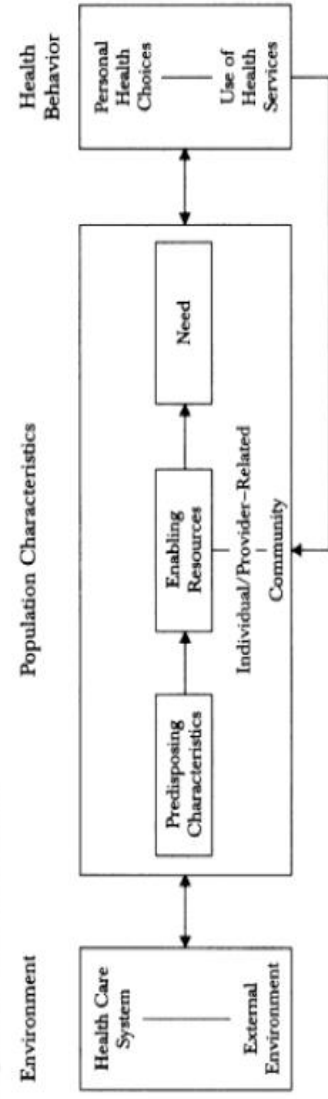 Environment
Population Characteristics
Health
Behavior
Health Care
System
External
Environment
Predisposing
Characteristics
Enabling
Resources
Need
Individual/Provider–Related
Community
Personal
Health
Choices
Use of
Health
Services